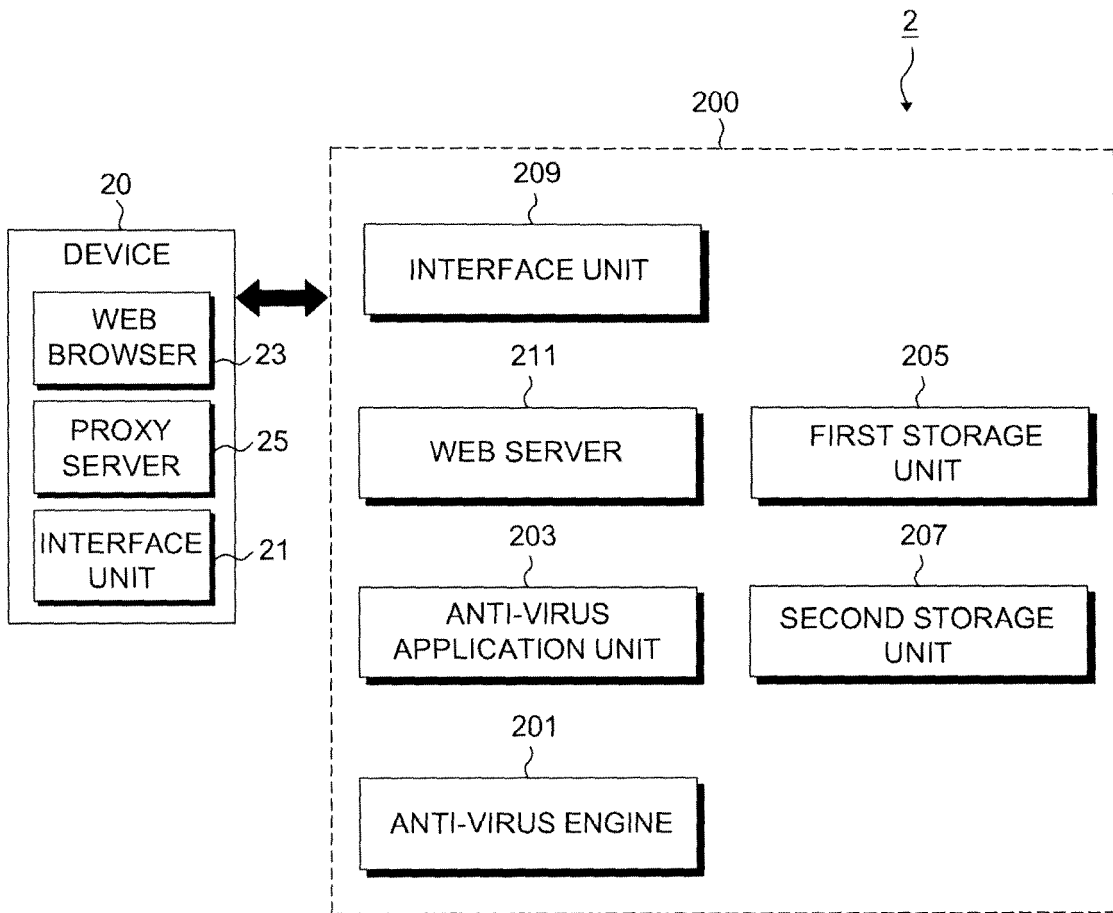 2
200
20
DEVICE
WEB
BROWSER
23
PROXY
SERVER
25
INTERFACE
UNIT
21
209
INTERFACE UNIT
211
WEB SERVER
205
FIRST STORAGE
UNIT
203
ANTI-VIRUS
APPLICATION UNIT
207
SECOND STORAGE
UNIT
201
ANTI-VIRUS ENGINE